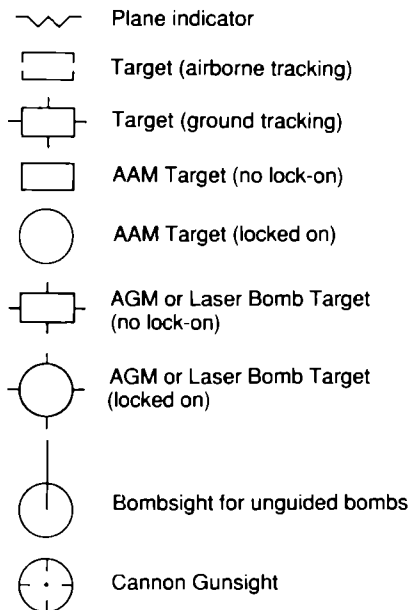 Plane indicator
Target (airborne tracking)
Target (ground tracking)
AAM Target (no lock-on)
AAM Target (locked on)
AGM or Laser Bomb Target
(no lock-on)
AGM or Laser Bomb Target
(locked on)
Bombsight for unguided bombs
Cannon Gunsight